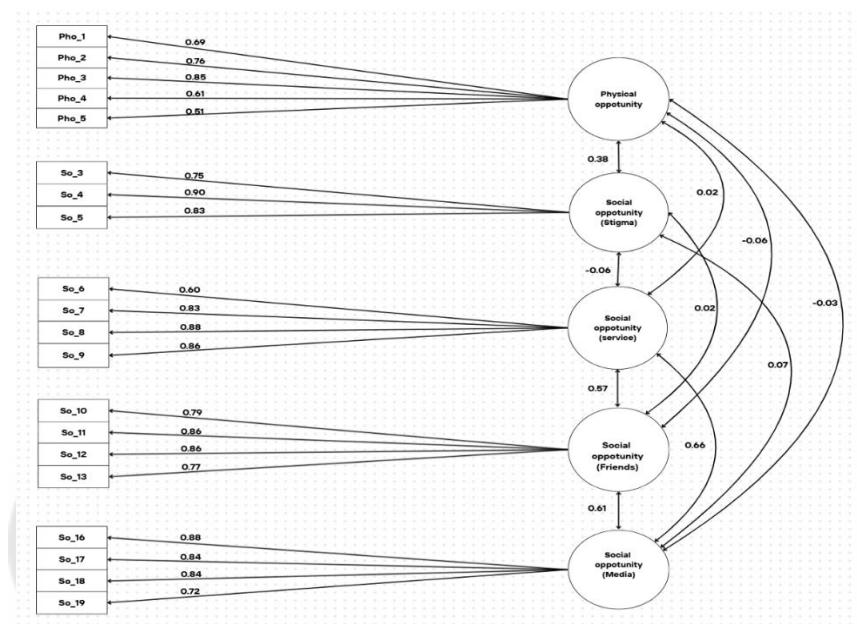 Pho_1
Pho_2
Pho_3
Pho_4
Pho_5
0.69
0.76
0.85
0.61
0.51
Physical
oppotunity
0.38
So_3
So_4
So_5
0.75
0.90
0.83
Social
oppotunity
(Stigma)
0.02
-0.06
-0.06
-0.03
So_6
So_7
So_8
So_9
0.60
0.83
0.88
0.86
Social
oppotunity
(service)
0.02
0.07
0.57
So_10
So_11
So_12
So_13
0.79
0.86
0.86
0.77
Social
oppotunity
(Friends)
0.66
0.61
So_16
So_17
So_18
So_19
0.88
0.84
0.84
0.72
Social
oppotunity
(Media)